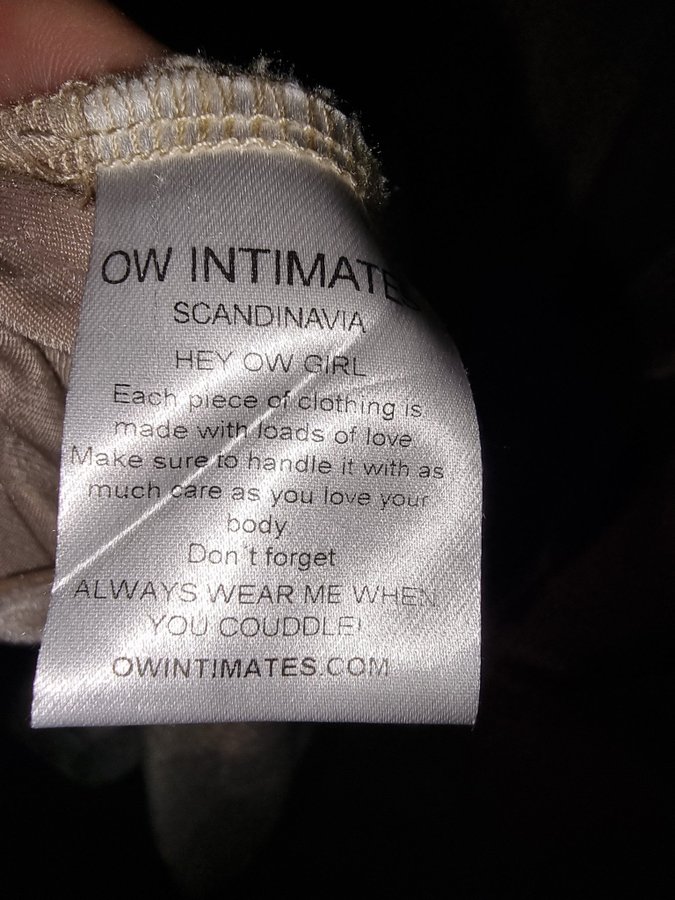 OW INTIMATES
SCANDINAVIA
HEY OW GIRL
Each piece of clothing is
made with loads of love
Make sure to handle it with as
much care as you love your
body
Don't forget
ALWAYS WEAR ME WHEN
YOU COUDDLE!
OWINTIMATES.COM